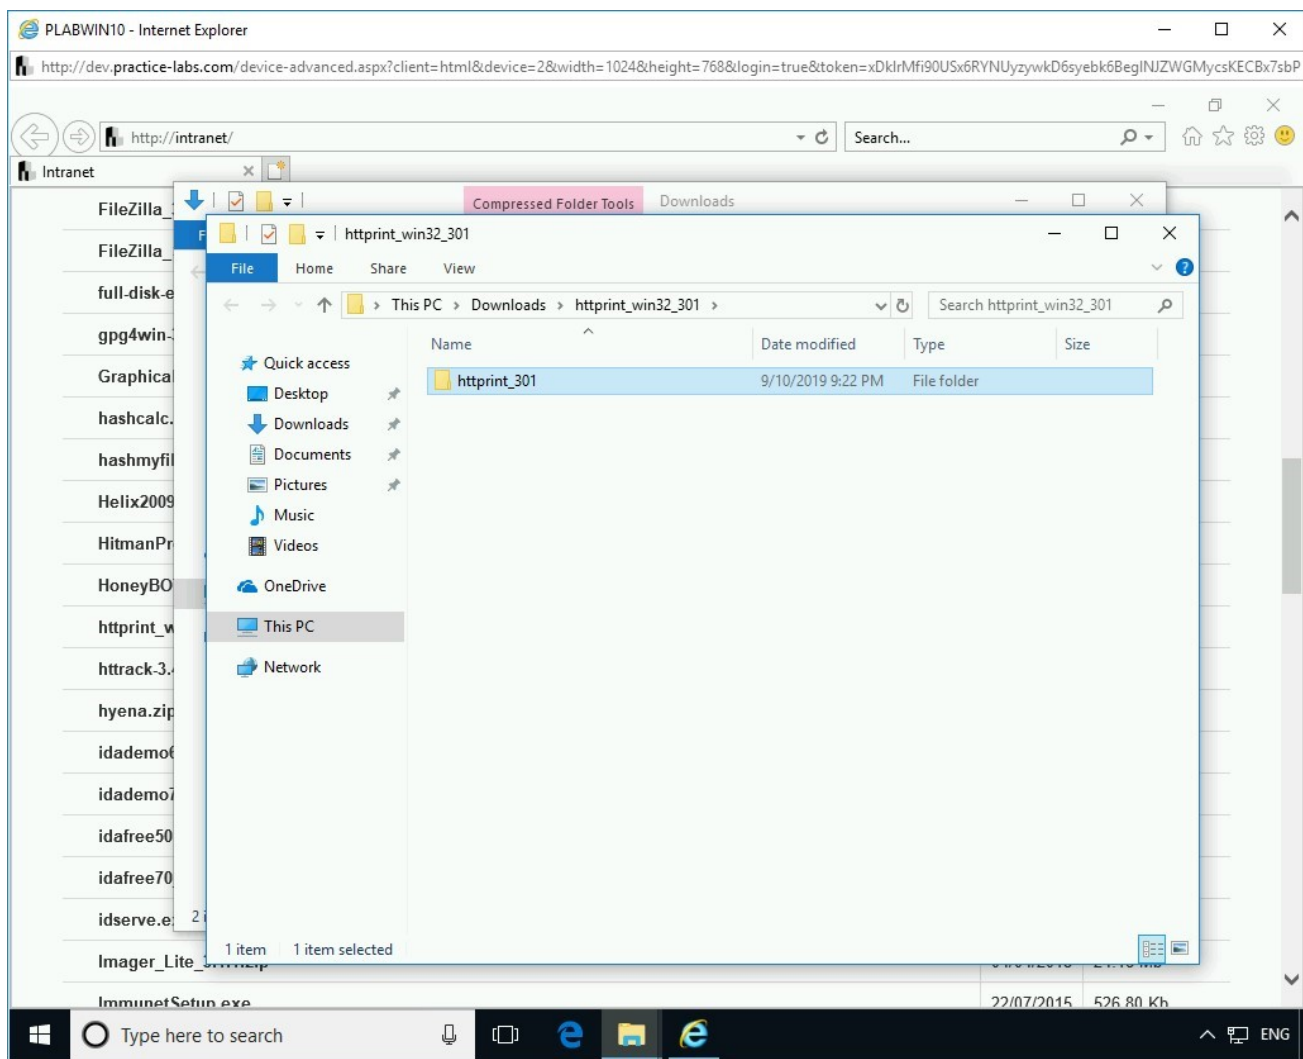 PLABWIN10 - Internet Explorer
http://dev.practice-labs.com/device-advanced.aspx?client=html&device=2&width=1024&height=768&login=true&token=xDkIrMfi90USx6RYNUyzywkD6syebk6BegINJZWGMycsKECBx7sbP
http://intranet/
Search...
Intranet
Compressed Folder Tools
Downloads
httprint_win32_301
File
Home
Share
View
This PC > Downloads > httprint_win32_301 >
Search httprint_win32_301
Name
Date modified
Type
Size
httprint_301
9/10/2019 9:22 PM
File folder
Quick access
Desktop
Downloads
Documents
Pictures
Music
Videos
OneDrive
This PC
Network
1 item
1 item selected
FileZilla_
FileZilla_
full-disk-e
gpg4win-
Graphical
hashcalc.
hashmyfil
Helix2009
HitmanPr
HoneyBO
httprint_w
httrack-3.
hyena.zip
idademo6
idademo7
idafree50
idafree70
idserve.e
Imager_Lite_
ImmunetSetup.exe
22/07/2015
526.80 Kb
Type here to search
ENG